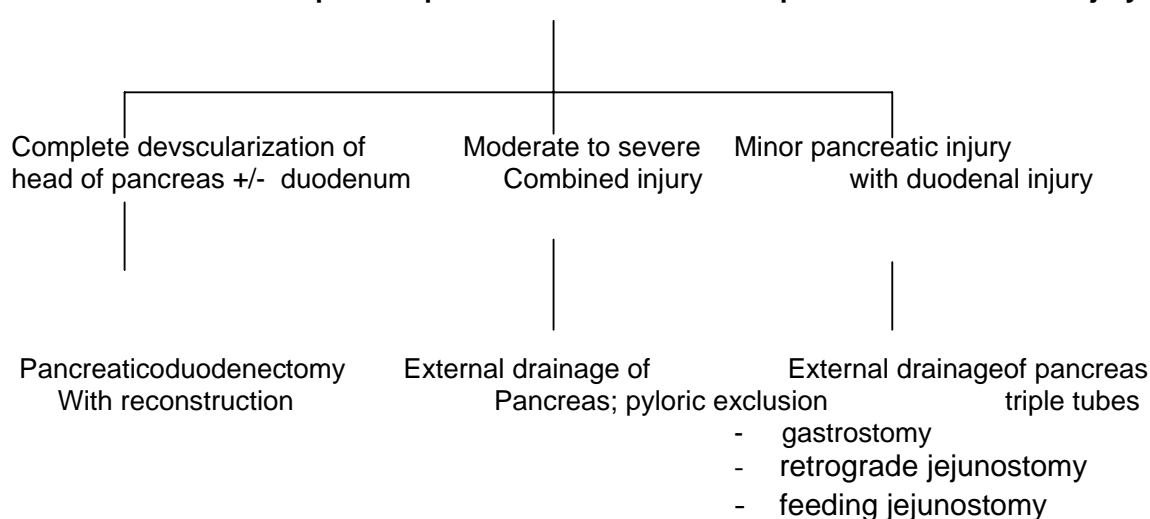 Complete devscularization of
head of pancreas +/- duodenum
Moderate to severe
Combined injury
Minor pancreatic injury
with duodenal injury
Pancreaticoduodenectomy
With reconstruction
External drainage of
Pancreas; pyloric exclusion
External drainageof pancreas
triple tubes
- gastrostomy
- retrograde jejunostomy
- feeding jejunostomy